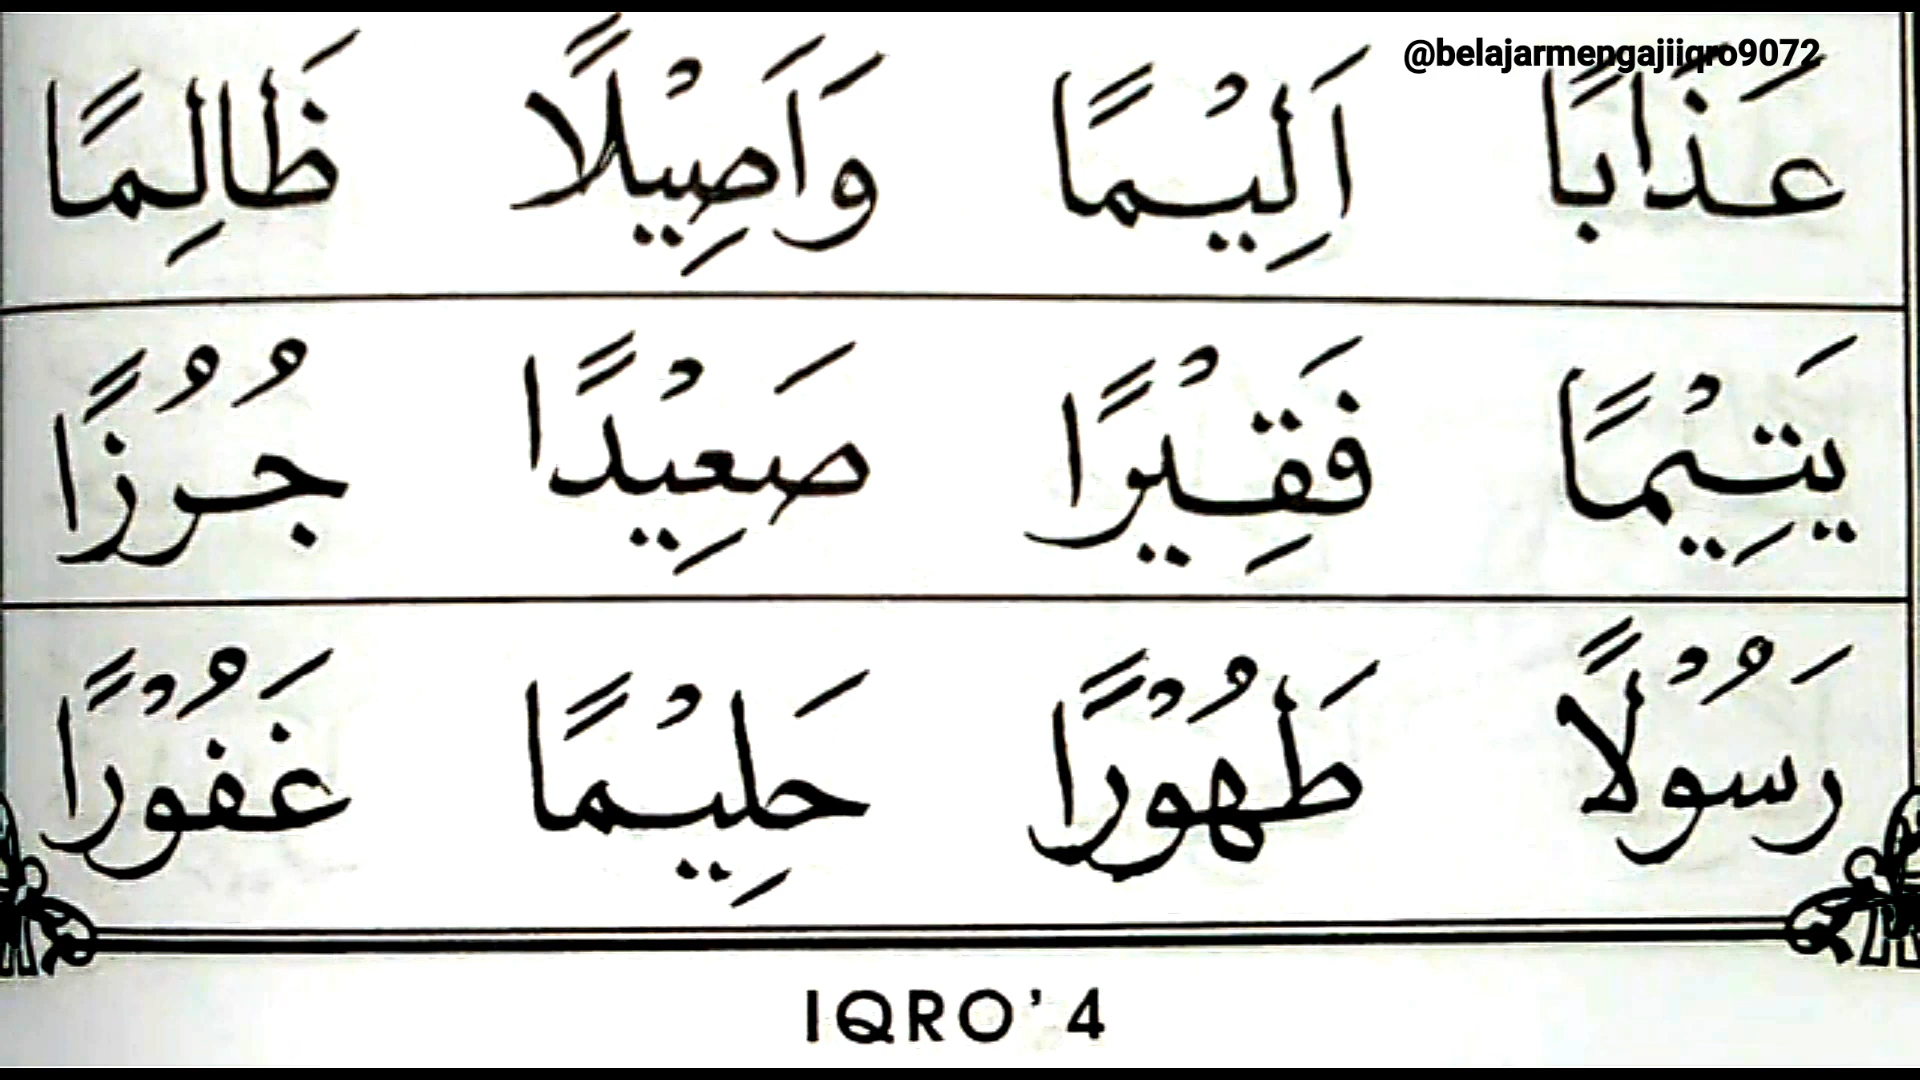 @belajarmengajiiqro9072
عَذَابًا اَلِيْمًا وَاَصِيْلًا ظَالِمًا
يَتِيْمًا فَقِيْرًا صَعِيْدًا جُرُزًا
رَسُوْلًا طَهُوْرًا حَلِيْمًا غَفُوْرًا
IQRO' 4